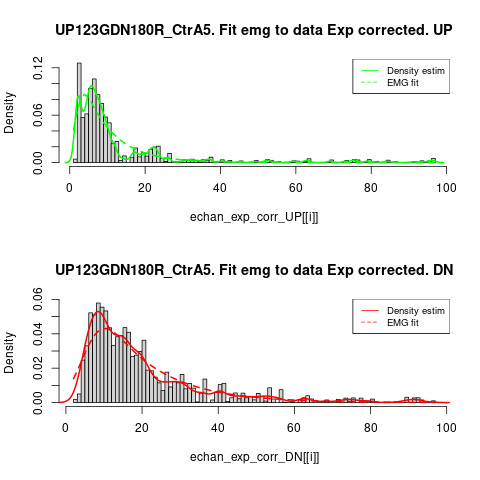 UP123GDN180R_CtrA5. Fit emg to data Exp corrected. UP
Density
0.00
0.06
0.12
Density estim
EMG fit
0 20 40 60 80 100
echan_exp_corr_UP[[i]]
UP123GDN180R_CtrA5. Fit emg to data Exp corrected. DN
Density
0.00
0.02
0.04
0.06
Density estim
EMG fit
0 20 40 60 80 100
echan_exp_corr_DN[[i]]